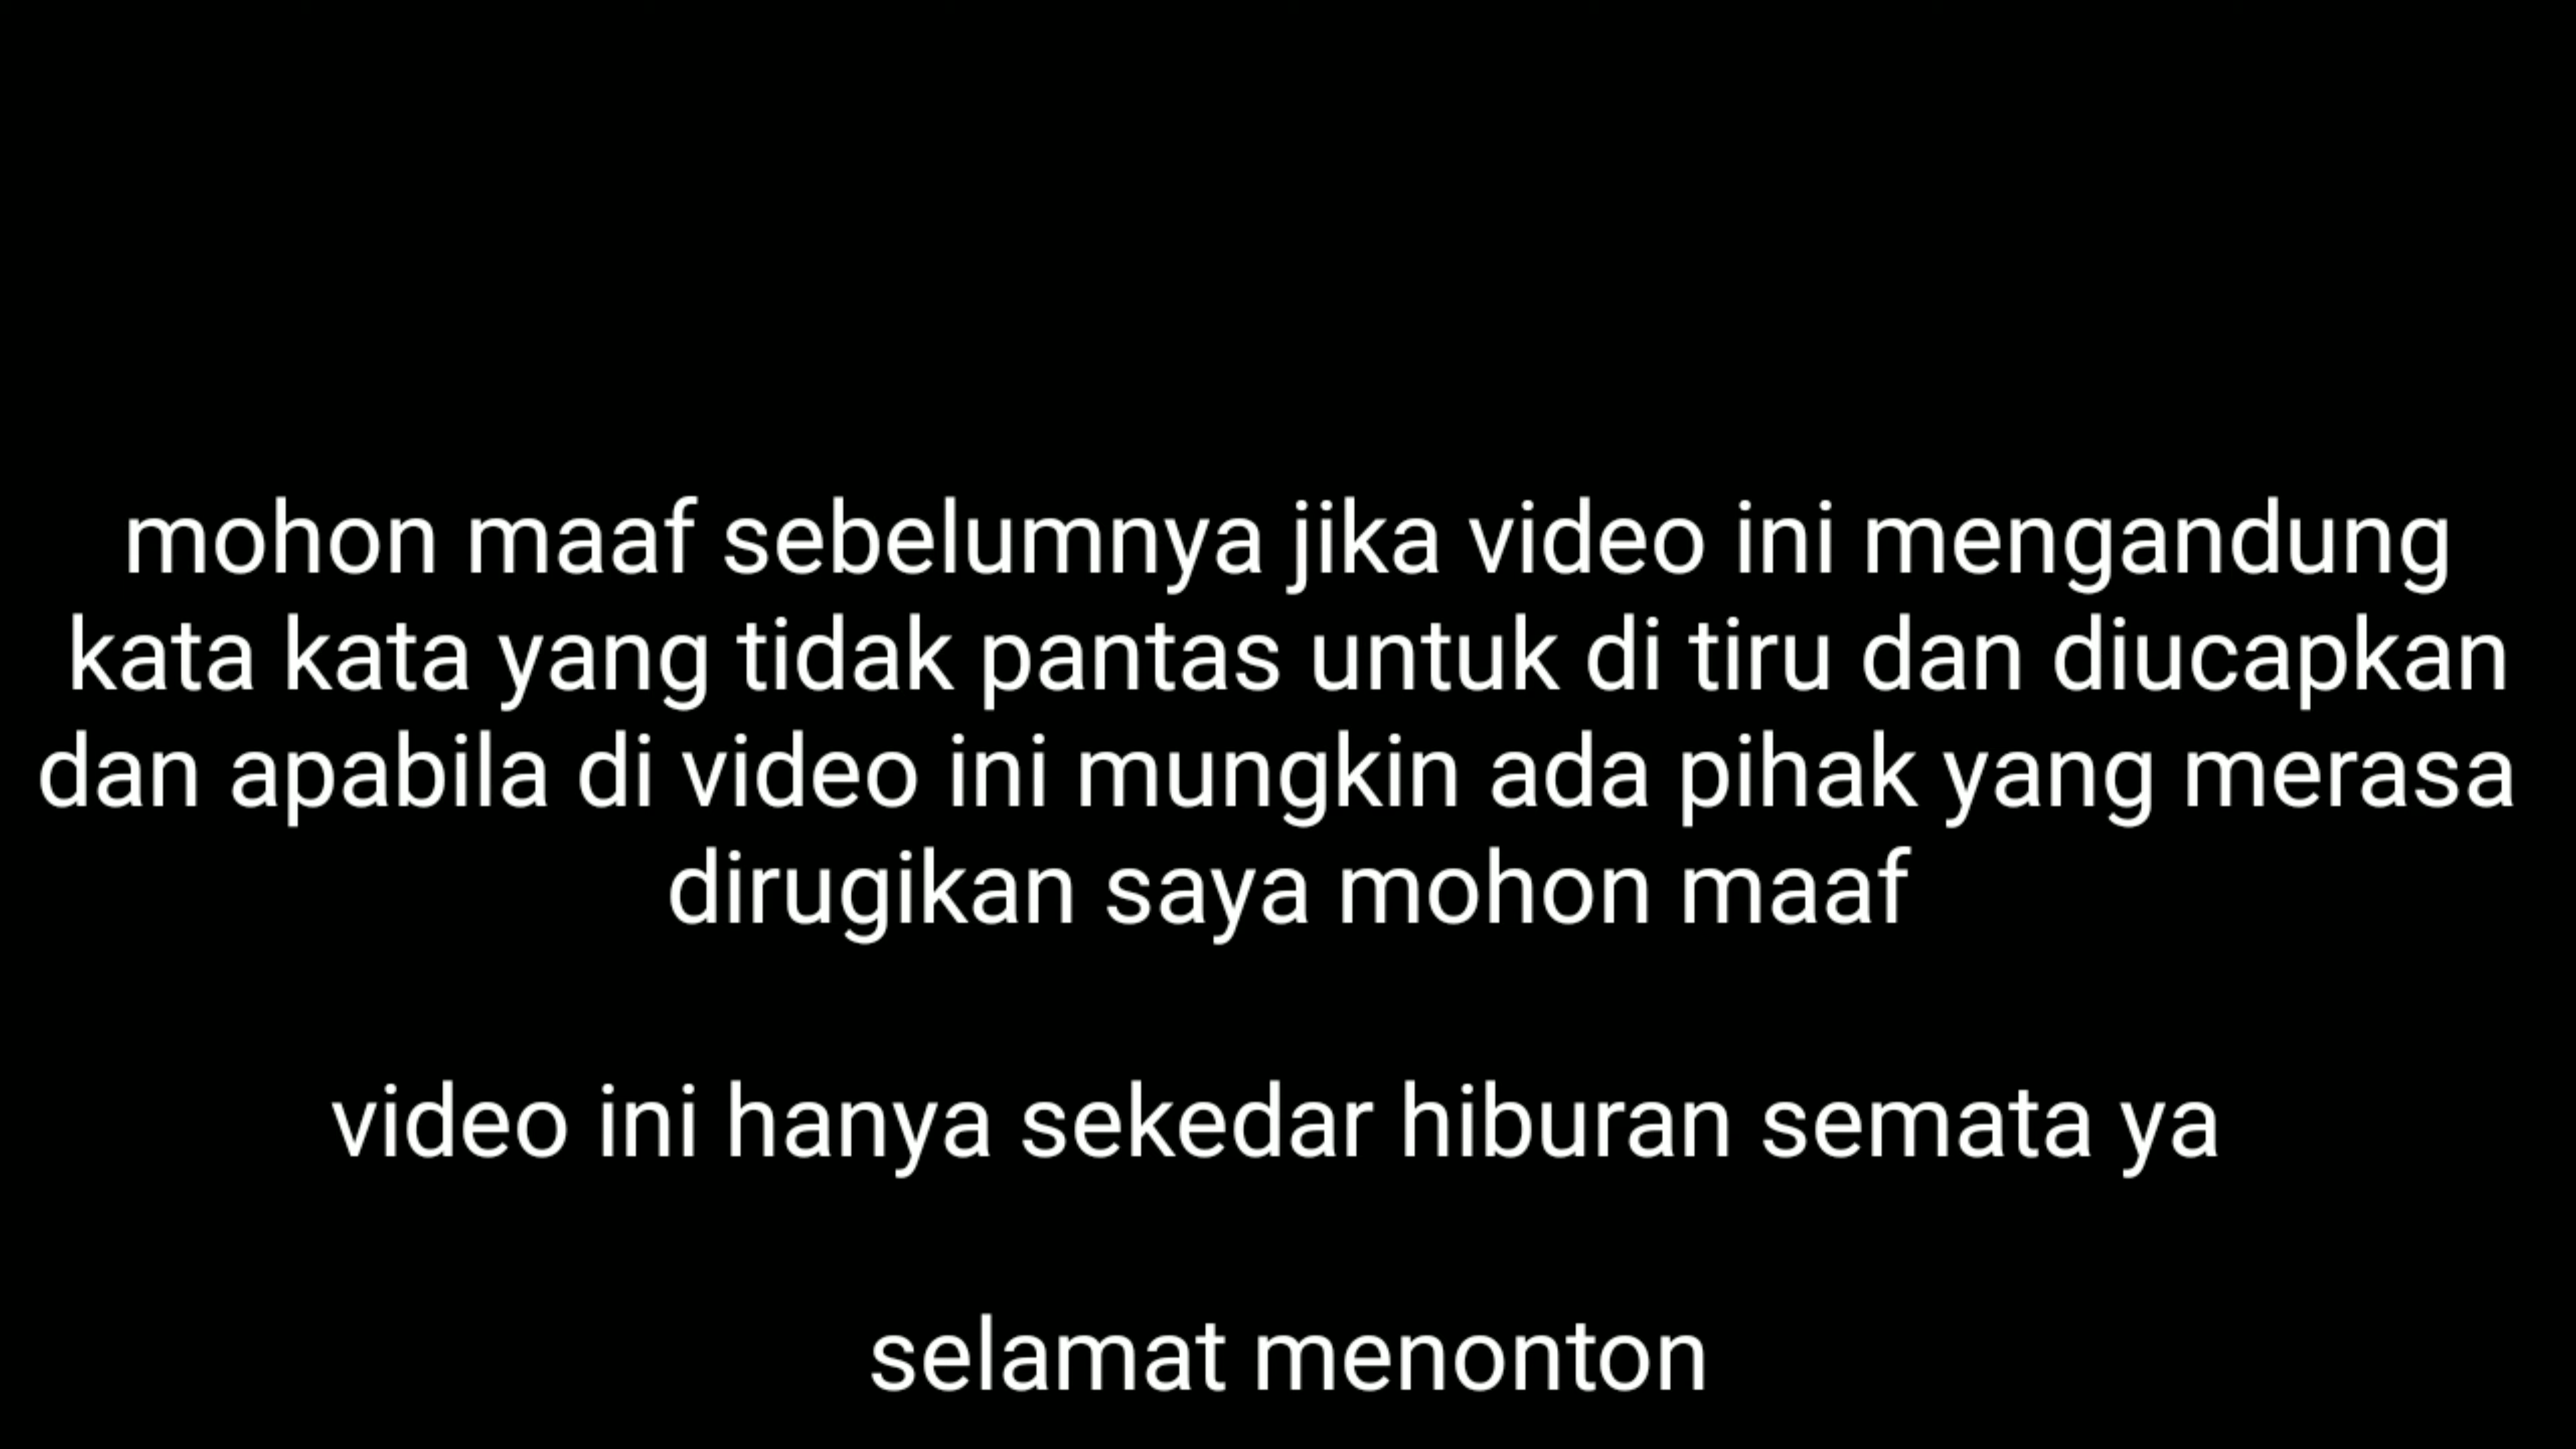 mohon maaf sebelumnya jika video ini mengandung
kata kata yang tidak pantas untuk di tiru dan diucapkan
dan apabila di video ini mungkin ada pihak yang merasa
dirugikan saya mohon maaf
video ini hanya sekedar hiburan semata ya
selamat menonton